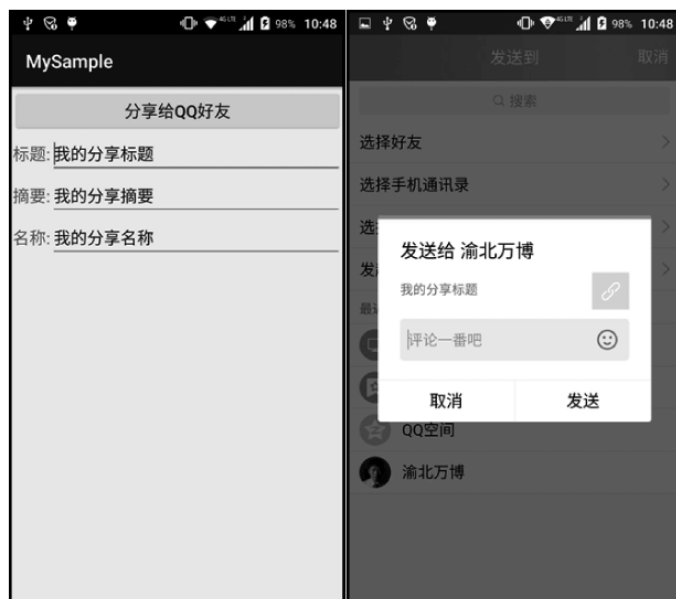 98% 10:48
MySample
分享给QQ好友
标题: 我的分享标题
摘要: 我的分享摘要
名称: 我的分享名称
98% 10:48
发送到 取消
搜索
选择好友
选择手机通讯录
选
发
最
发送给 渝北万博
我的分享标题
评论一番吧
取消 发送
QQ空间
渝北万博